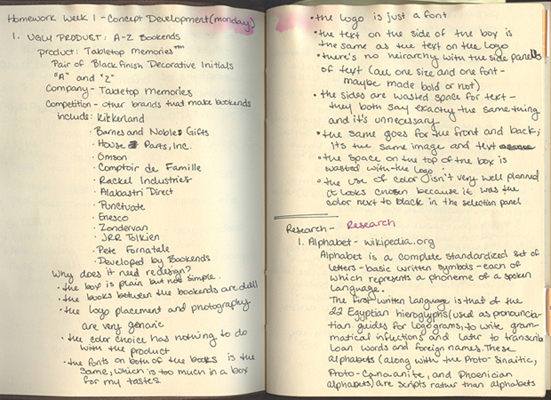 Homework Week 1 - Concept Development (monday)
1. UGLY PRODUCT: A-Z Bookends
product: Tabletop Memories™
Pair of Black Finish Decorative Initials
"A" and "Z"
Company - Tabletop Memories
Competition - other brands that make bookends
include: Kirkerland
· Barnes and Nobles Gifts
· House Parts, Inc.
· Omson
· Comptoir de Famille
· Rackel Industries
· Alabastri Direct
· Punctuate
· Enesco
· Zondervan
· JRR Tolkien
· Pete Fornatale
· Developed by Bookends
Why does it need redesign?
· the box is plain but not simple.
· the books between the bookends are dull
· the logo placement and photography
are very generic
· the color choice has nothing to do
with the product
· the fonts on both of the books is the
same, which is too much in a box
for my tastes
· the logo is just a font
· the text on the side of the box is
the same as the text on the logo
· there's no heirarchy with the side panels
of text (all one size and one font -
maybe made bold or not)
· the sides are wasted space for text -
they both say exactly the same thing
and it's unnecessary
· the same goes for the front and back;
its the same image and text
· the space on the top of the box is
wasted with the logo
· the use of color isn't very well planned
it looks chosen because it was the
color next to black in the selection panel
Research - Research
1. Alphabet - wikipedia.org
Alphabet is a complete standardized set of
letters - basic written symbols - each of
which represents a phoneme of a spoken
language.
The first written language is that of the
22 Egyptian hieroglyphs (used as pronuncia-
tion guides for logograms, to write gram-
matical inflections and later to transcribe
loan words and foreign names. These
alphabets (along with the Proto-Sinaitic,
Proto-Canaanite, and Phoenician
alphabets) are scripts rather than alphabets